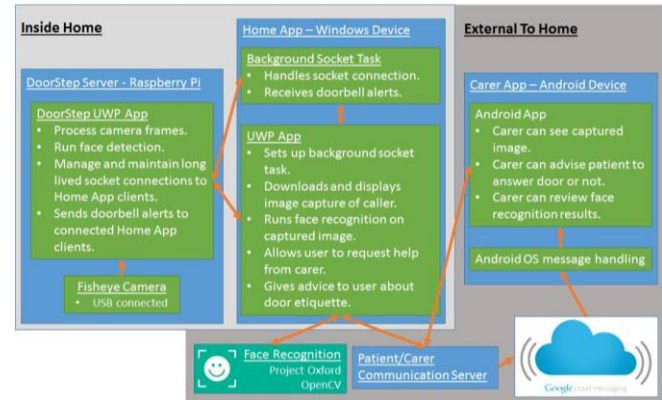 Inside Home
DoorStep Server - Raspberry Pi
DoorStep UWP App
• Process camera frames.
• Run face detection.
• Manage and maintain long
lived socket connections to
Home App clients.
• Sends doorbell alerts to
connected Home App
clients.
Fisheye Camera
• USB connected
Home App – Windows Device
Background Socket Task
• Handles socket connection.
• Receives doorbell alerts.
UWP App
• Sets up background socket
task.
• Downloads and displays
image capture of caller.
• Runs face recognition on
captured image.
• Allows user to request help
from carer.
• Gives advice to user about
door etiquette.
External To Home
Carer App – Android Device
Android App
• Carer can see captured
image.
• Carer can advise patient to
answer door or not.
• Carer can review face
recognition results.
Android OS message handling
Face Recognition
Project Oxford
OpenCV
Patient/Carer
Communication Server
Google cloud messaging